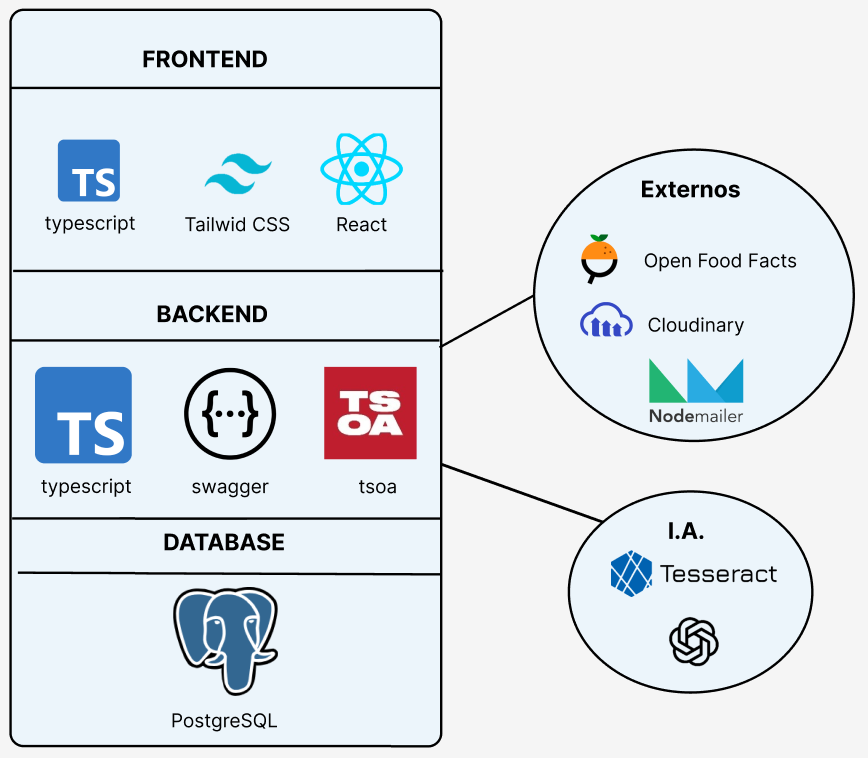 FRONTEND
TS
typescript
Tailwid CSS
React
BACKEND
TS
typescript
{···}
swagger
TS
OA
tsoa
DATABASE
PostgreSQL
Externos
Open Food Facts
Cloudinary
Nodemailer
I.A.
Tesseract